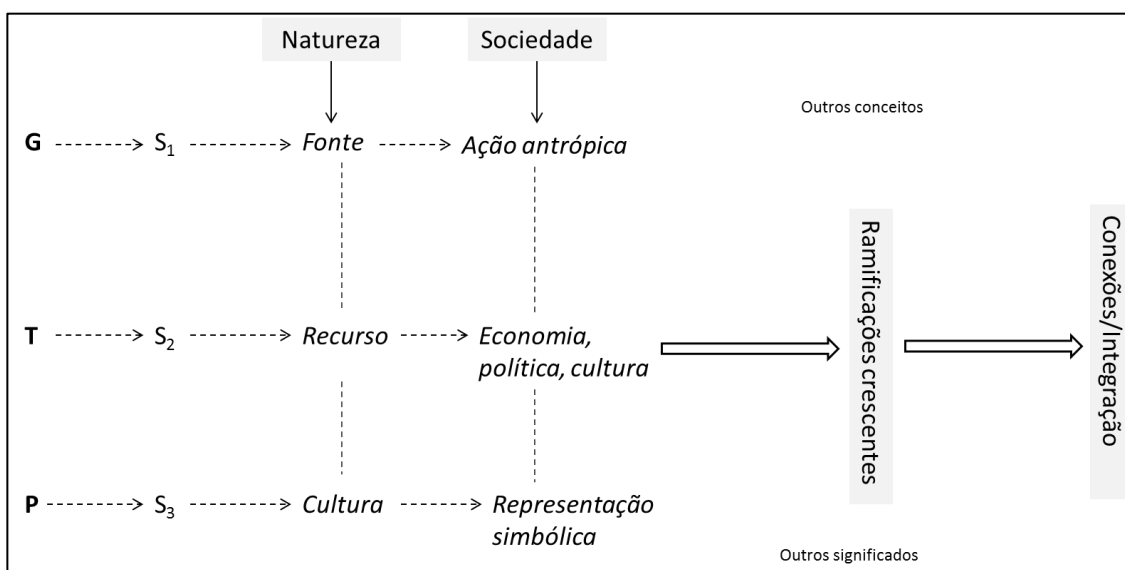 Natureza
Sociedade
Outros conceitos
G
S₁
Fonte
Ação antrópica
T
S₂
Recurso
Economia,
política, cultura
Ramificações crescentes
Conexões/Integração
P
S₃
Cultura
Representação
simbólica
Outros significados